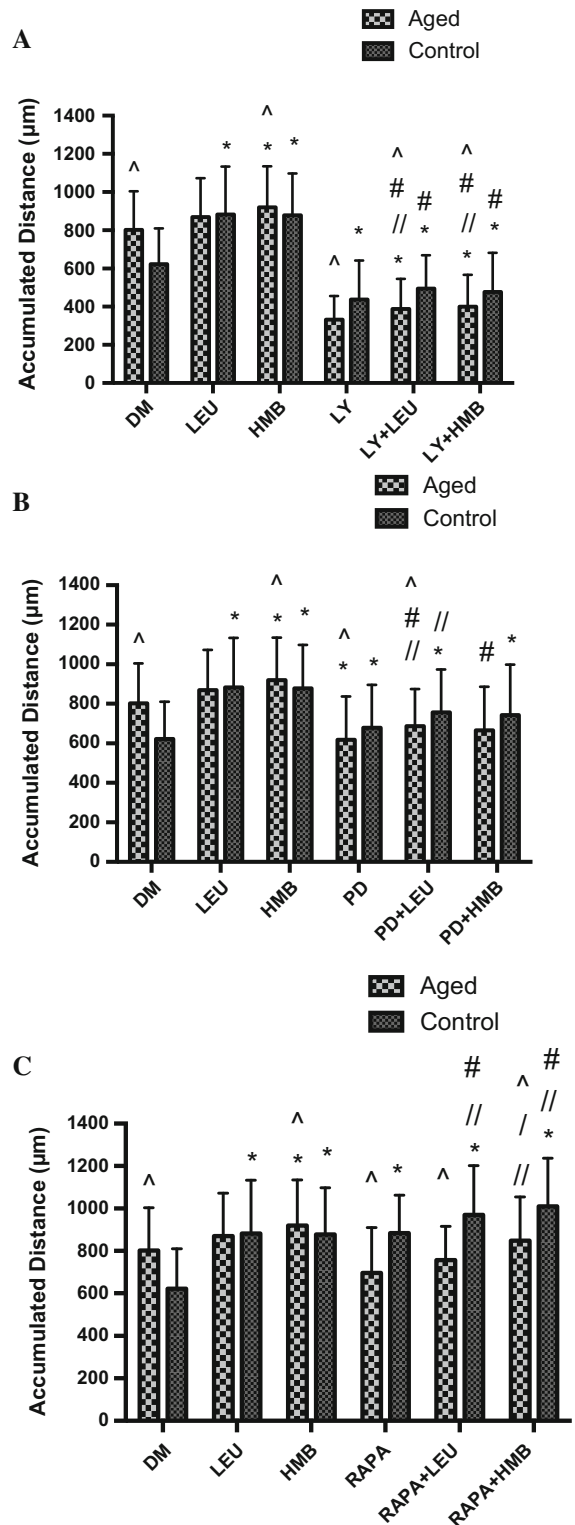 Aged
Control
A
^
^ ^ ^
* * * # # # #
^ * // * // *
^ * *
1400
1200
1000
800
600
400
200
0
Accumulated Distance (µm)
DM
LEU
HMB
LY
LY+LEU
LY+HMB
Aged
Control
B
^ ^
* * * ^ # // # *
^ * * // *
1400
1200
1000
800
600
400
200
0
Accumulated Distance (µm)
DM
LEU
HMB
PD
PD+LEU
PD+HMB
Aged
Control
C
# ^ #
^ // / //
^ * * * ^ * ^ * // *
1400
1200
1000
800
600
400
200
0
Accumulated Distance (µm)
DM
LEU
HMB
RAPA
RAPA+LEU
RAPA+HMB